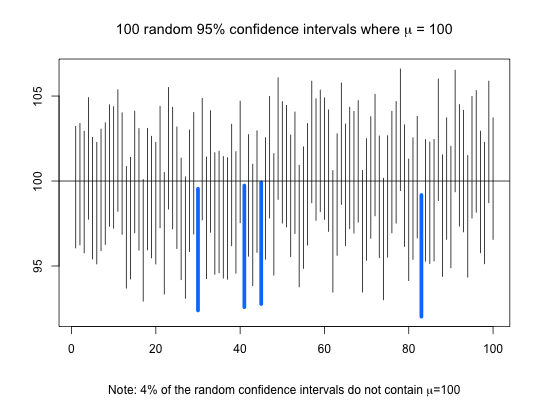 100 random 95% confidence intervals where μ = 100
105
100
95
0 20 40 60 80 100
Note: 4% of the random confidence intervals do not contain μ=100